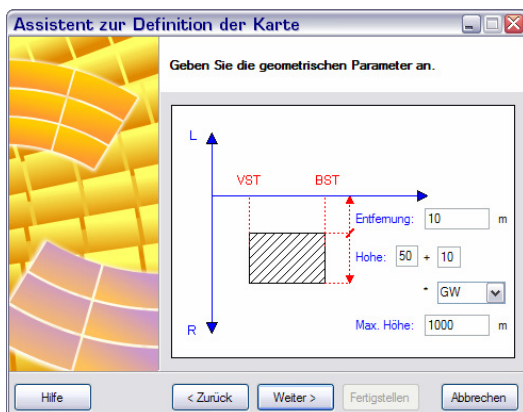 Assistent zur Definition der Karte
Geben Sie die geometrischen Parameter an.
L
VST BST
Entfernung: 10 m
Hohe: 50 + 10
* GW
R
Max. Höhe: 1000 m
Hilfe < Zurück Weiter > Fertigstellen Abbrechen